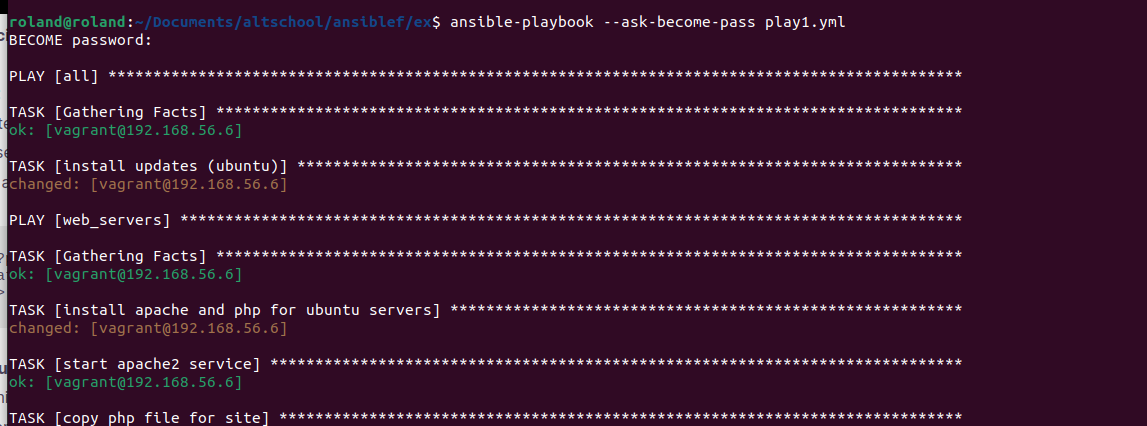 roland@roland:~/Documents/altschool/ansiblef/ex$ ansible-playbook --ask-become-pass play1.yml
BECOME password:
PLAY [all] ***********************************************************************************************
TASK [Gathering Facts] ***********************************************************************************
ok: [vagrant@192.168.56.6]
TASK [install updates (ubuntu)] **************************************************************************
changed: [vagrant@192.168.56.6]
PLAY [web_servers] ***************************************************************************************
TASK [Gathering Facts] ***********************************************************************************
ok: [vagrant@192.168.56.6]
TASK [install apache and php for ubuntu servers] *********************************************************
changed: [vagrant@192.168.56.6]
TASK [start apache2 service] *****************************************************************************
ok: [vagrant@192.168.56.6]
TASK [copy php file for site] ****************************************************************************